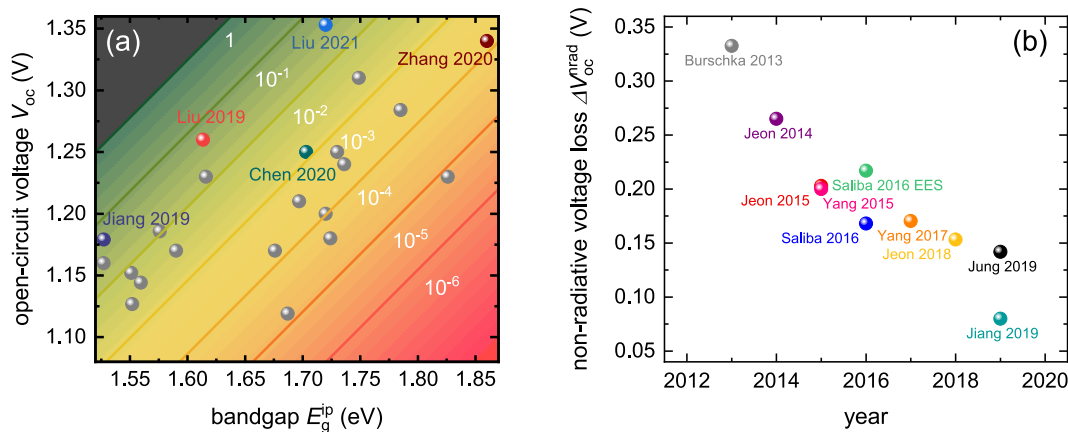 (a)
1
10⁻¹
10⁻²
10⁻³
10⁻⁴
10⁻⁵
10⁻⁶
Liu 2021
Zhang 2020
Liu 2019
Chen 2020
Jiang 2019
open-circuit voltage V_oc (V)
1.35
1.30
1.25
1.20
1.15
1.10
1.55 1.60 1.65 1.70 1.75 1.80 1.85
bandgap E_g^ip (eV)
(b)
Burschka 2013
Jeon 2014
Saliba 2016 EES
Jeon 2015
Yang 2015
Saliba 2016
Yang 2017
Jeon 2018
Jung 2019
Jiang 2019
non-radiative voltage loss ΔV_oc^nrad (V)
0.35
0.30
0.25
0.20
0.15
0.10
0.05
2012 2014 2016 2018 2020
year